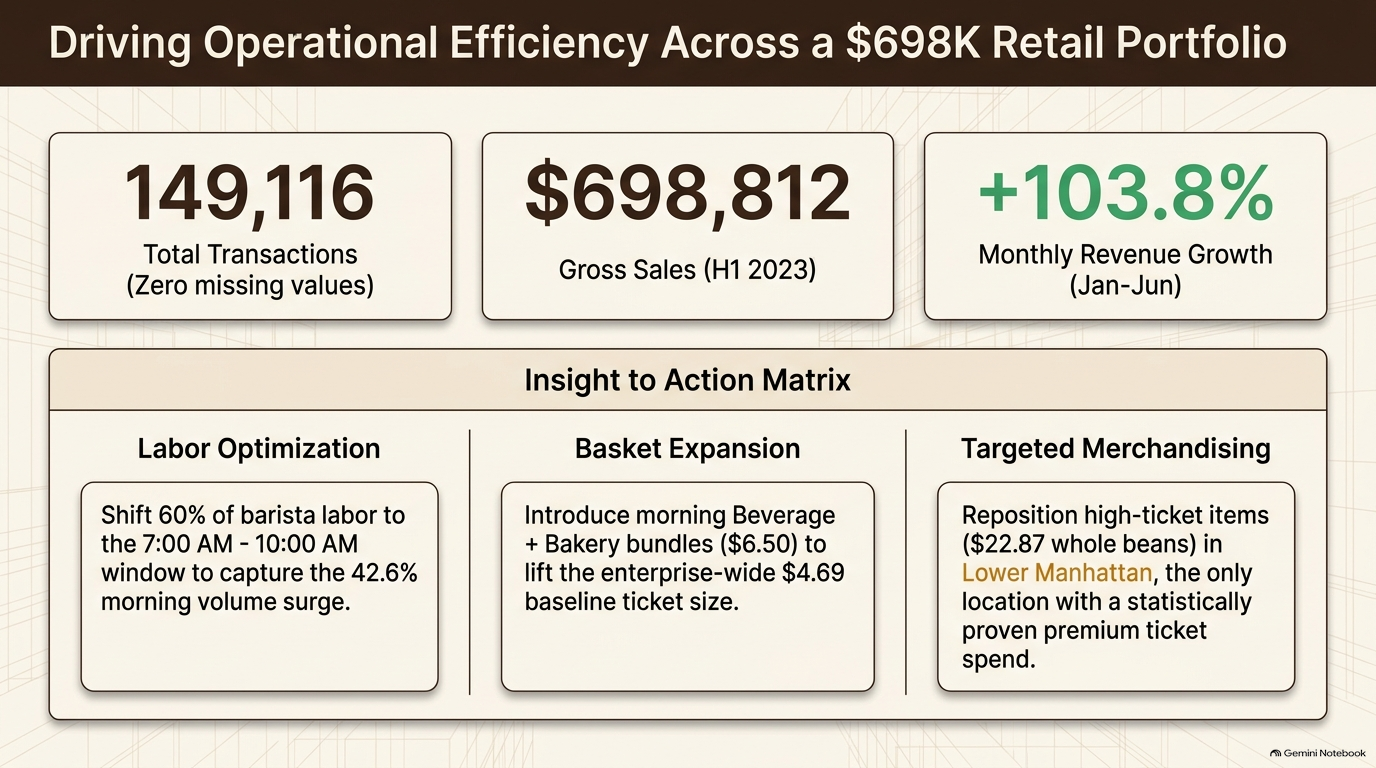 Driving Operational Efficiency Across a $698K Retail Portfolio
149,116
Total Transactions
(Zero missing values)
$698,812
Gross Sales (H1 2023)
+103.8%
Monthly Revenue Growth
(Jan-Jun)
Insight to Action Matrix
Labor Optimization
Shift 60% of barista labor to
the 7:00 AM - 10:00 AM
window to capture the 42.6%
morning volume surge.
Basket Expansion
Introduce morning Beverage
+ Bakery bundles ($6.50) to
lift the enterprise-wide $4.69
baseline ticket size.
Targeted Merchandising
Reposition high-ticket items
($22.87 whole beans) in
Lower Manhattan, the only
location with a statistically
proven premium ticket
spend.
Gemini Notebook